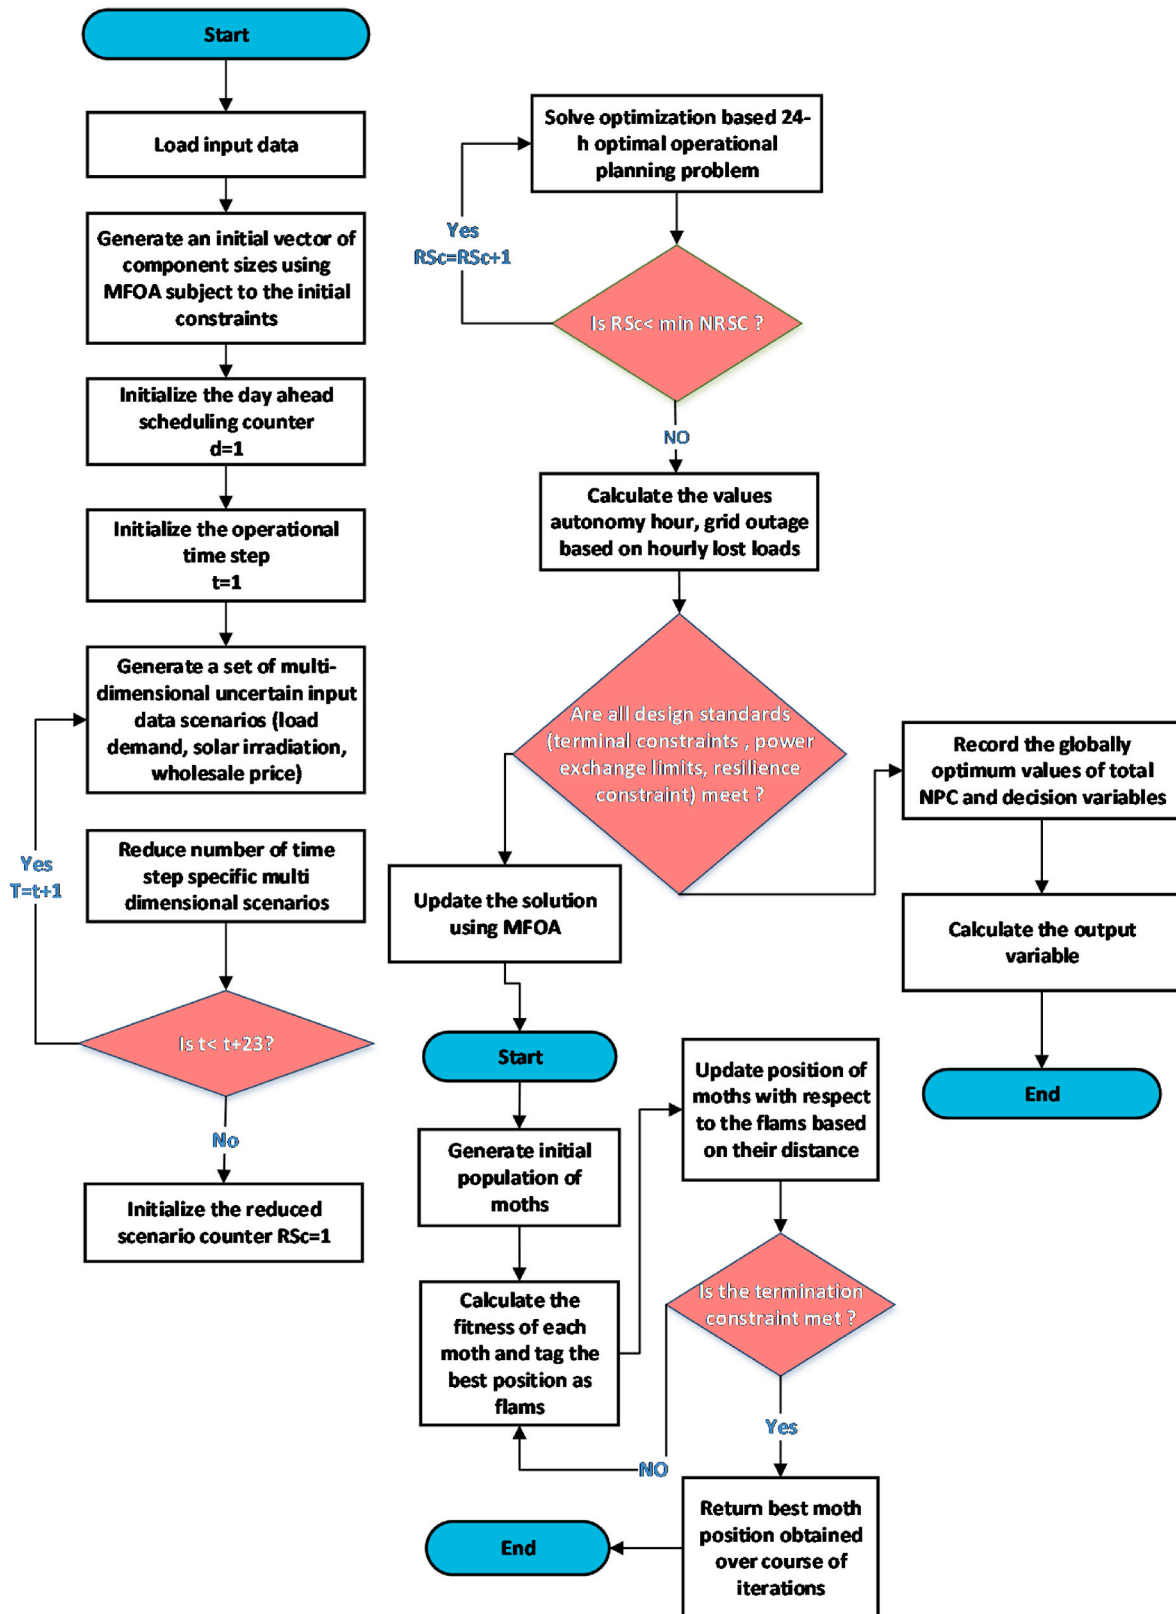 Start
Load input data
Generate an initial vector of
component sizes using
MFOA subject to the initial
constraints
Initialize the day ahead
scheduling counter
d=1
Initialize the operational
time step
t=1
Generate a set of multi-
dimensional uncertain input
data scenarios (load
demand, solar irradiation,
wholesale price)
Yes
T=t+1
Reduce number of time
step specific multi
dimensional scenarios
Is t< t+23?
No
Initialize the reduced
scenario counter RSc=1
Solve optimization based 24-
h optimal operational
planning problem
Yes
RSc=RSc+1
Is RSc< min NRSC ?
NO
Calculate the values
autonomy hour, grid outage
based on hourly lost loads
Are all design standards
(terminal constraints , power
exchange limits, resilience
constraint) meet ?
Update the solution
using MFOA
Start
Generate initial
population of
moths
Calculate the
fitness of each
moth and tag the
best position as
flams
Update position of
moths with respect
to the flams based
on their distance
Is the termination
constraint met ?
NO
Yes
Return best moth
position obtained
over course of
iterations
End
Record the globally
optimum values of total
NPC and decision variables
Calculate the output
variable
End